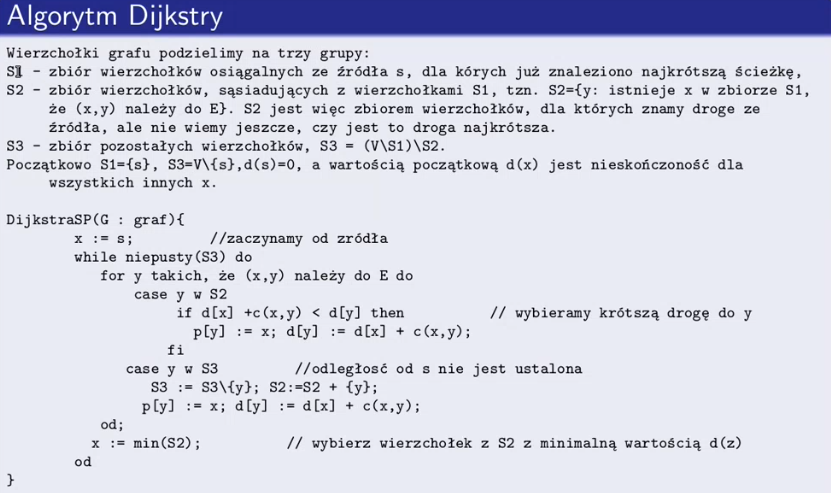 Algorytm Dijkstry
Wierzchołki grafu podzielimy na trzy grupy:
S1 - zbiór wierzchołków osiągalnych ze źródła s, dla kórych już znaleziono najkrótszą ścieżkę,
S2 - zbiór wierzchołków, sąsiadujących z wierzchołkami S1, tzn. S2={y: istnieje x w zbiorze S1,
że (x,y) należy do E}. S2 jest więc zbiorem wierzchołków, dla których znamy droge ze
źródła, ale nie wiemy jeszcze, czy jest to droga najkrótsza.
S3 - zbiór pozostałych wierzchołków, S3 = (V\S1)\S2.
Początkowo S1={s}, S3=V\{s},d(s)=0, a wartością początkową d(x) jest nieskończoność dla
wszystkich innych x.
DijkstraSP(G : graf){
x := s; //zaczynamy od zródła
while niepusty(S3) do
for y takich, że (x,y) należy do E do
case y w S2
if d[x] +c(x,y) < d[y] then // wybieramy krótszą drogę do y
p[y] := x; d[y] := d[x] + c(x,y);
fi
case y w S3 //odległosć od s nie jest ustalona
S3 := S3\{y}; S2:=S2 + {y};
p[y] := x; d[y] := d[x] + c(x,y);
od;
x := min(S2); // wybierz wierzchołek z S2 z minimalną wartością d(z)
od
}